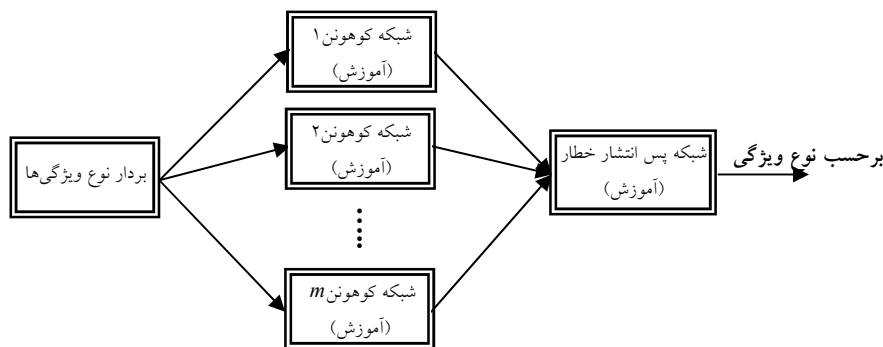 شبکه کوهونن۱
(آموزش)
شبکه کوهونن۲
(آموزش)
بردار نوع ویژگی‌ها
شبکه پس انتشار خطار
(آموزش)
برحسب نوع ویژگی
شبکه کوهونن m
(آموزش)